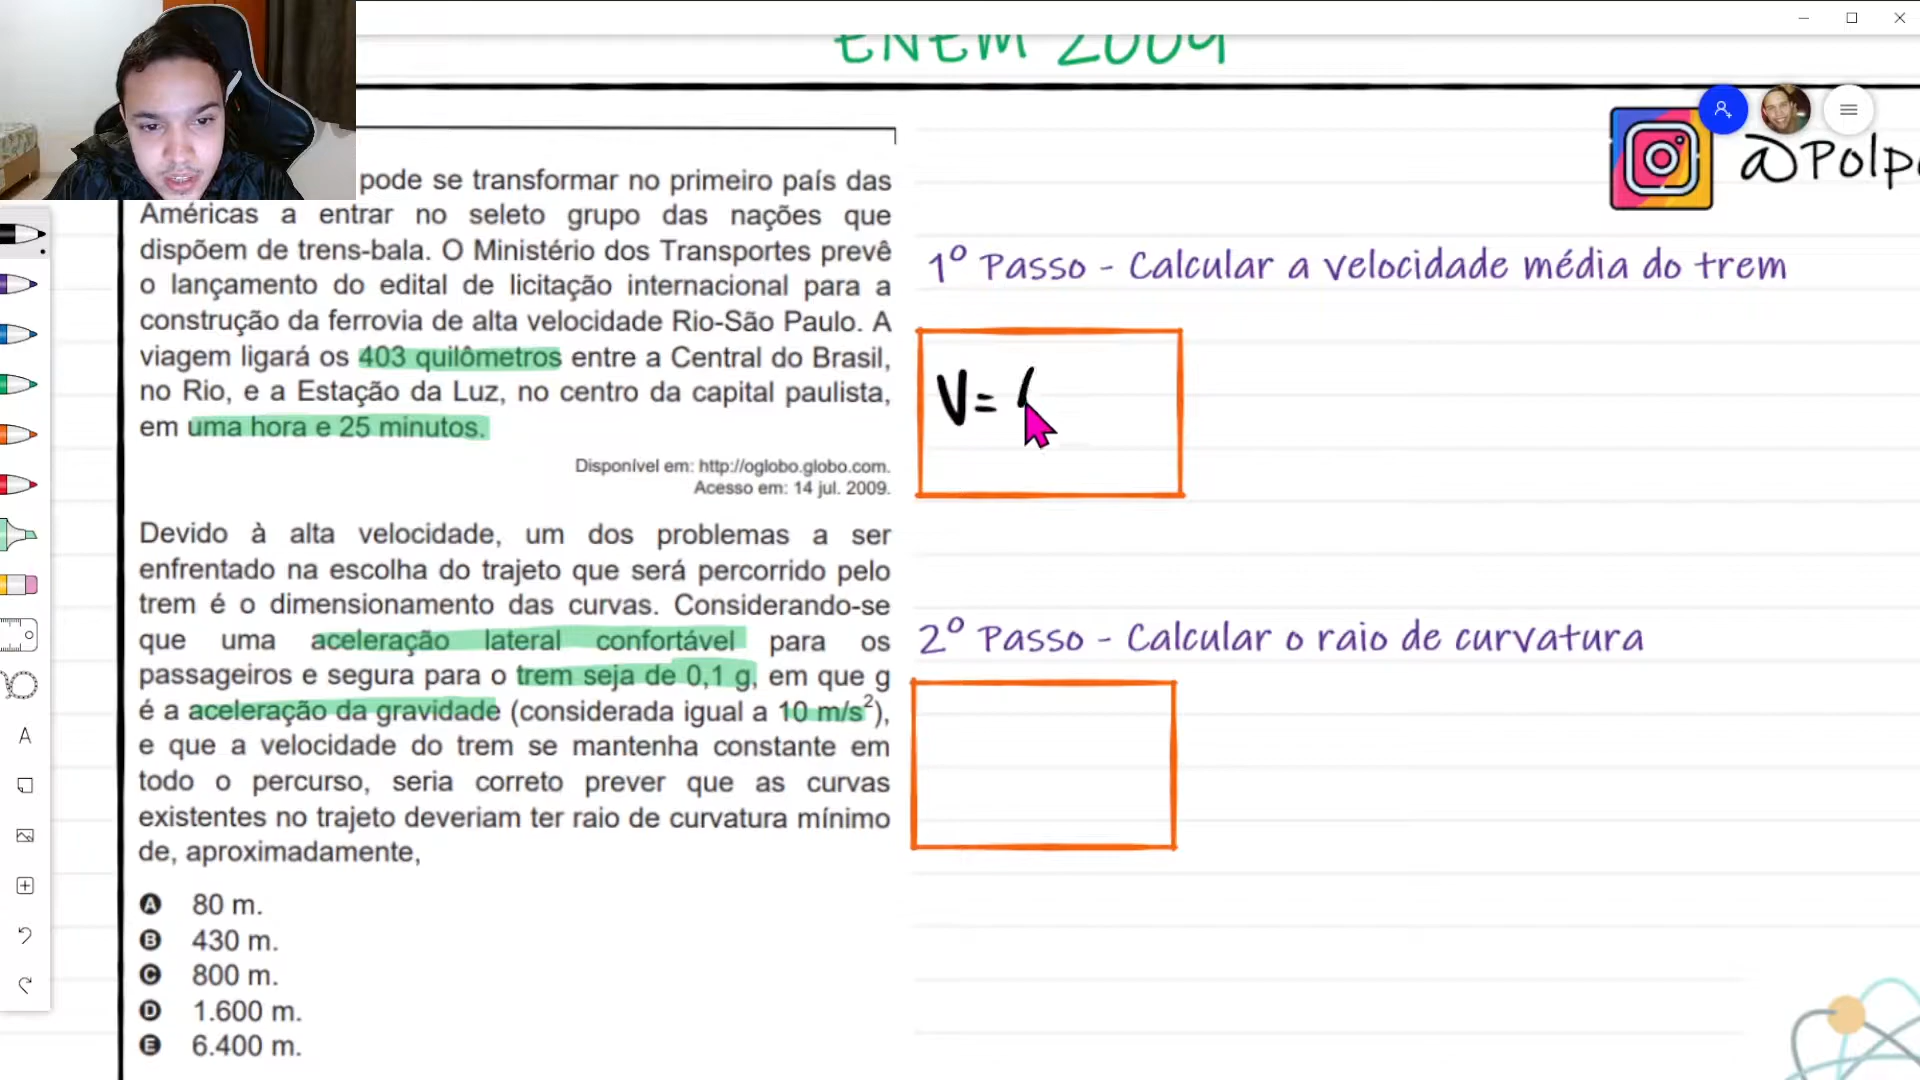 ENEM 2009
pode se transformar no primeiro país das
Américas a entrar no seleto grupo das nações que
dispõem de trens-bala. O Ministério dos Transportes prevê
o lançamento do edital de licitação internacional para a
construção da ferrovia de alta velocidade Rio-São Paulo. A
viagem ligará os 403 quilômetros entre a Central do Brasil,
no Rio, e a Estação da Luz, no centro da capital paulista,
em uma hora e 25 minutos.
Disponível em: http://oglobo.globo.com.
Acesso em: 14 jul. 2009.
Devido à alta velocidade, um dos problemas a ser
enfrentado na escolha do trajeto que será percorrido pelo
trem é o dimensionamento das curvas. Considerando-se
que uma aceleração lateral confortável para os
passageiros e segura para o trem seja de 0,1 g, em que g
é a aceleração da gravidade (considerada igual a 10 m/s²),
e que a velocidade do trem se mantenha constante em
todo o percurso, seria correto prever que as curvas
existentes no trajeto deveriam ter raio de curvatura mínimo
de, aproximadamente,
A 80 m.
B 430 m.
C 800 m.
D 1.600 m.
E 6.400 m.
@Polp
1º Passo - Calcular a velocidade média do trem
V=
2º Passo - Calcular o raio de curvatura
A